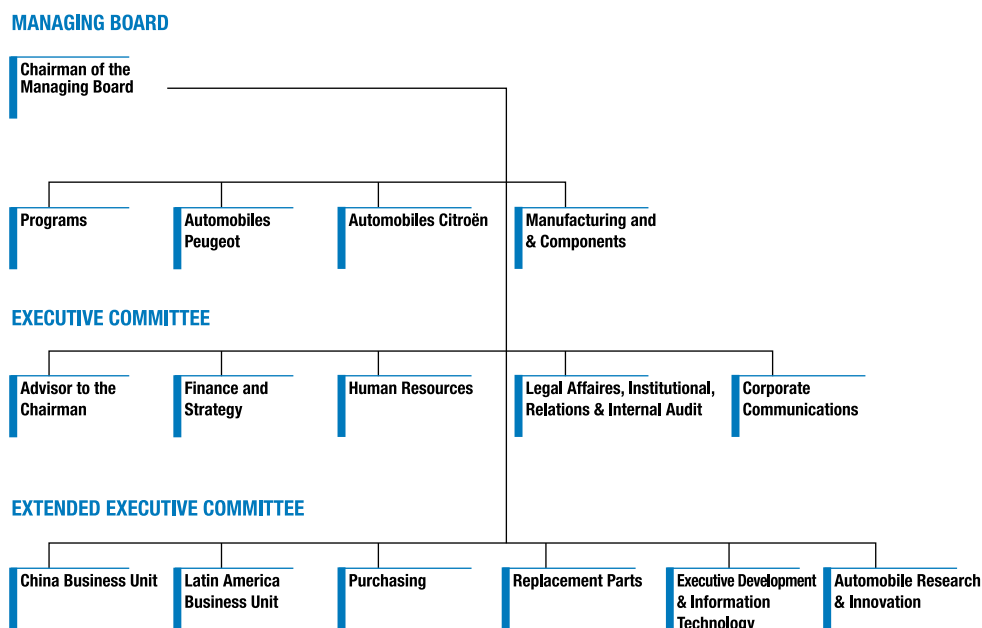 MANAGING BOARD
Chairman of the
Managing Board
Programs
Automobiles
Peugeot
Automobiles Citroën
Manufacturing and
& Components
EXECUTIVE COMMITTEE
Advisor to the
Chairman
Finance and
Strategy
Human Resources
Legal Affaires, Institutional,
Relations & Internal Audit
Corporate
Communications
EXTENDED EXECUTIVE COMMITTEE
China Business Unit
Latin America
Business Unit
Purchasing
Replacement Parts
Executive Development
& Information
Technology
Automobile Research
& Innovation